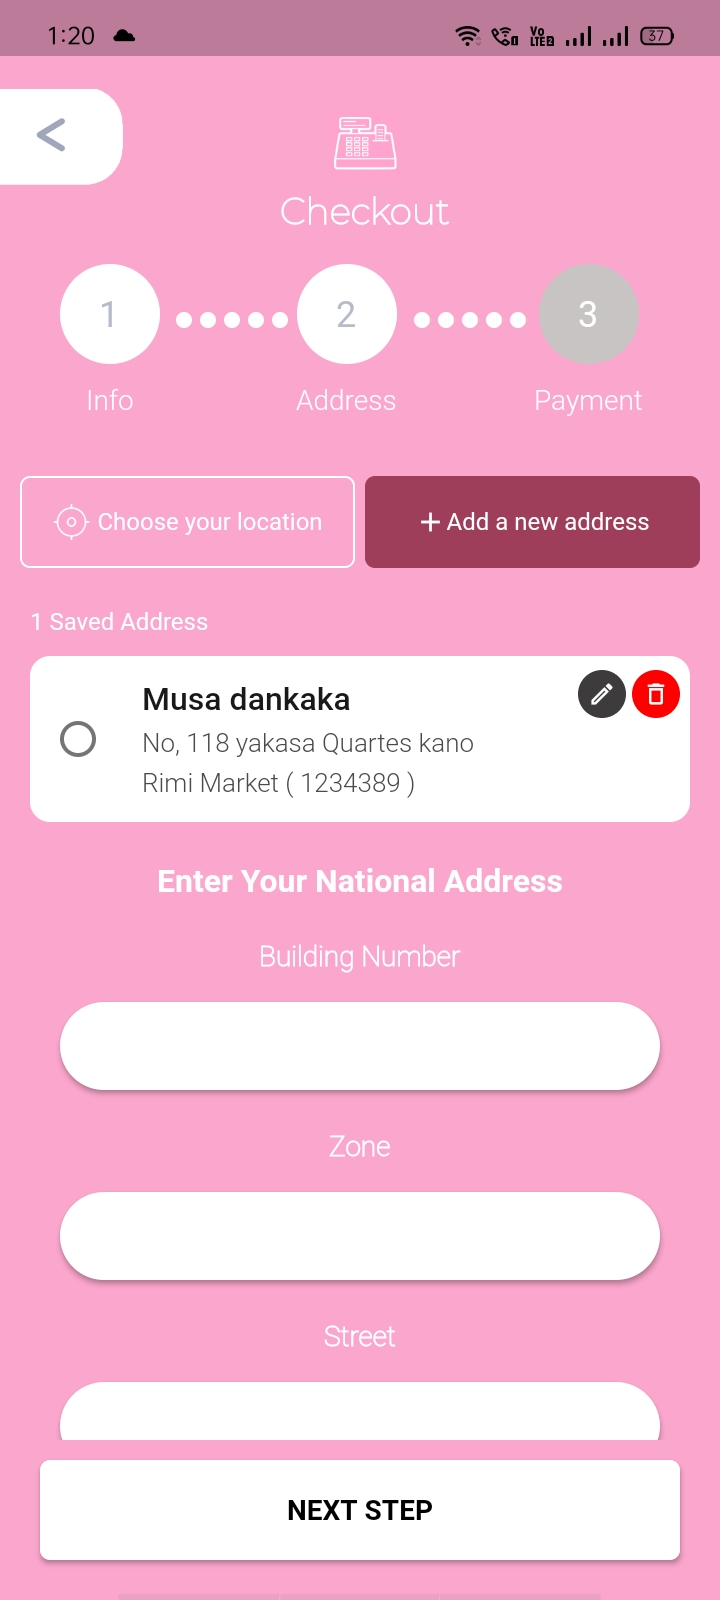 1:20
Vo
LTE2
37
<
Checkout
1
2
3
Info
Address
Payment
Choose your location
+ Add a new address
1 Saved Address
Musa dankaka
No, 118 yakasa Quartes kano
Rimi Market ( 1234389 )
Enter Your National Address
Building Number
Zone
Street
NEXT STEP